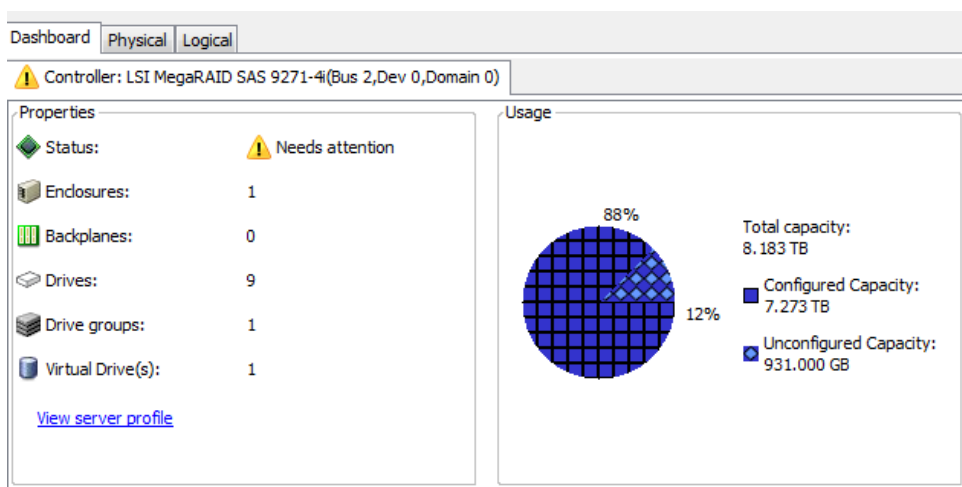 Dashboard Physical Logical
Controller: LSI MegaRAID SAS 9271-4i(Bus 2,Dev 0,Domain 0)
Properties
Status: Needs attention
Enclosures: 1
Backplanes: 0
Drives: 9
Drive groups: 1
Virtual Drive(s): 1
View server profile
Usage
88%
12%
Total capacity:
8.183 TB
Configured Capacity:
7.273 TB
Unconfigured Capacity:
931.000 GB